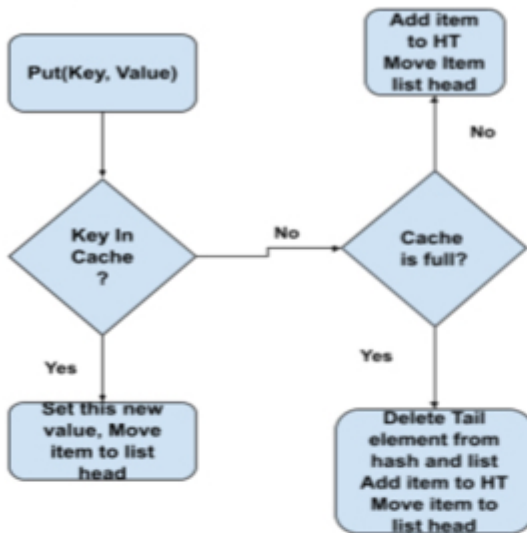 Put(Key, Value)
Add item
to HT
Move Item
list head
No
Key In
Cache
?
No
Cache
is full?
Yes
Yes
Set this new
value, Move
item to list
head
Delete Tail
element from
hash and list
Add item to HT
Move item to
list head